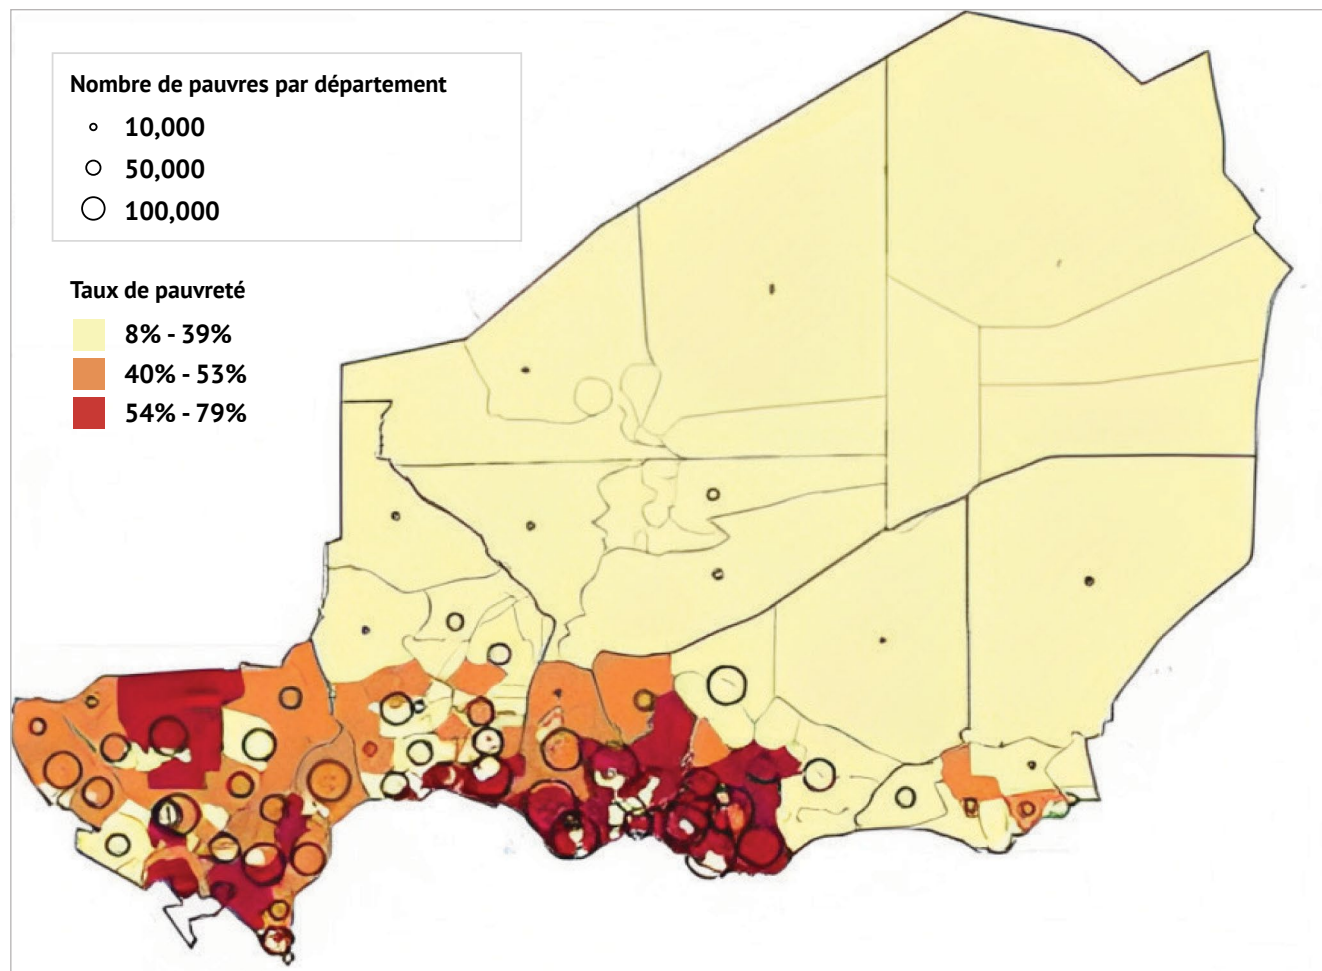 Nombre de pauvres par département
10,000
50,000
100,000
Taux de pauvreté
8% - 39%
40% - 53%
54% - 79%